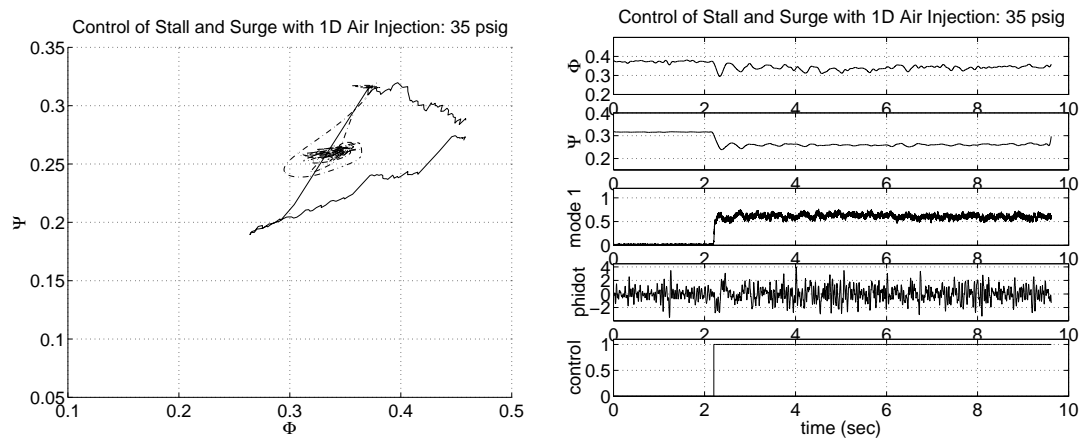 Control of Stall and Surge with 1D Air Injection: 35 psig
0.35
0.3
0.25
0.2
0.15
0.1
0.05
Ψ
0.1 0.2 0.3 0.4 0.5
Φ
Control of Stall and Surge with 1D Air Injection: 35 psig
Φ
0.4
0.3
0.2
0 2 4 6 8 10
Ψ
0.4
0.3
0.2
0 2 4 6 8 10
mode 1
1
0.5
0
0 2 4 6 8 10
phidot
4
2
0
−2
0 2 4 6 8 10
control
1
0.5
0
0 2 4 6 8 10
time (sec)